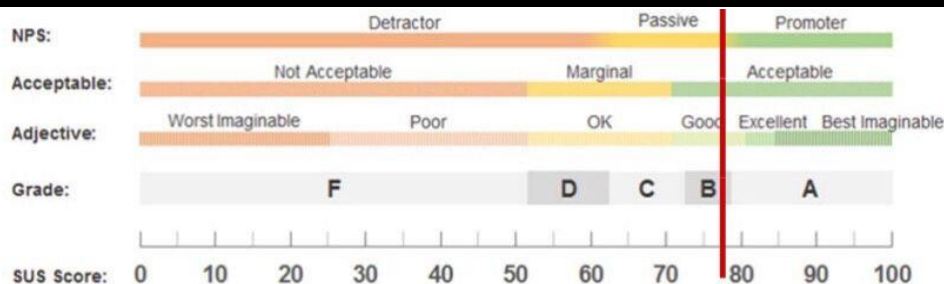 NPS: Detractor Passive Promoter
Acceptable: Not Acceptable Marginal Acceptable
Adjective: Worst Imaginable Poor OK Good Excellent Best Imaginable
Grade: F D C B A
SUS Score: 0 10 20 30 40 50 60 70 80 90 100